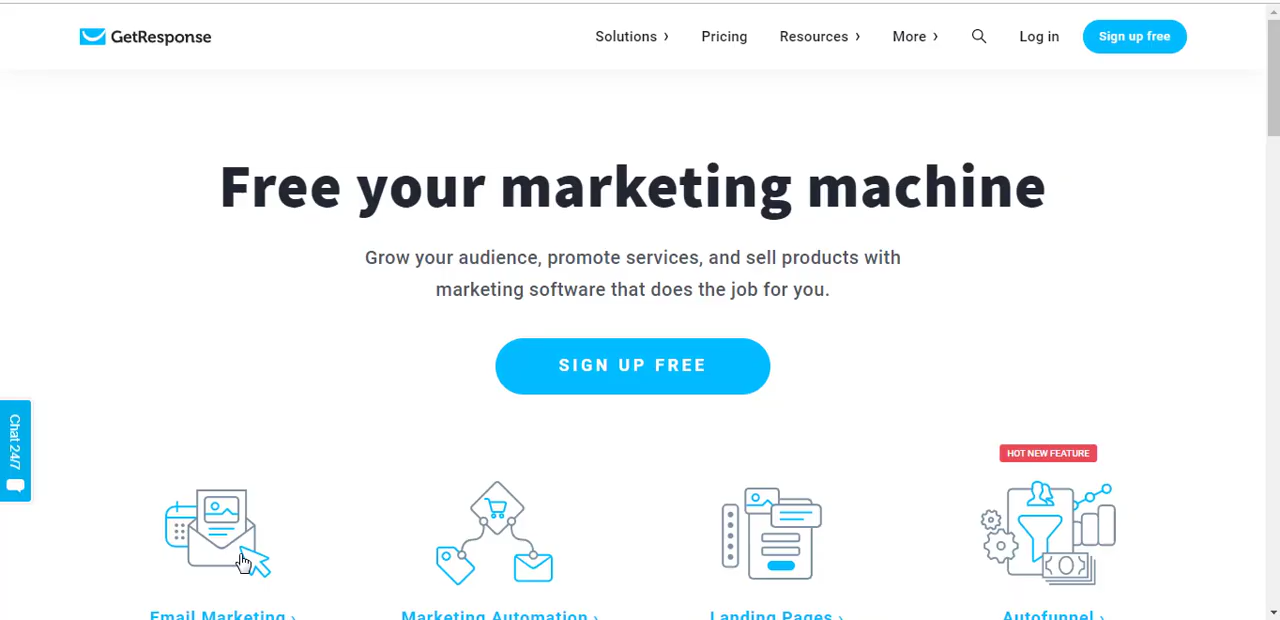 GetResponse
Solutions ›
Pricing
Resources ›
More ›
Log in
Sign up free
Free your marketing machine
Grow your audience, promote services, and sell products with
marketing software that does the job for you.
SIGN UP FREE
Chat 24/7
HOT NEW FEATURE
Email Marketing ›
Marketing Automation ›
Landing Pages ›
Autofunnel ›